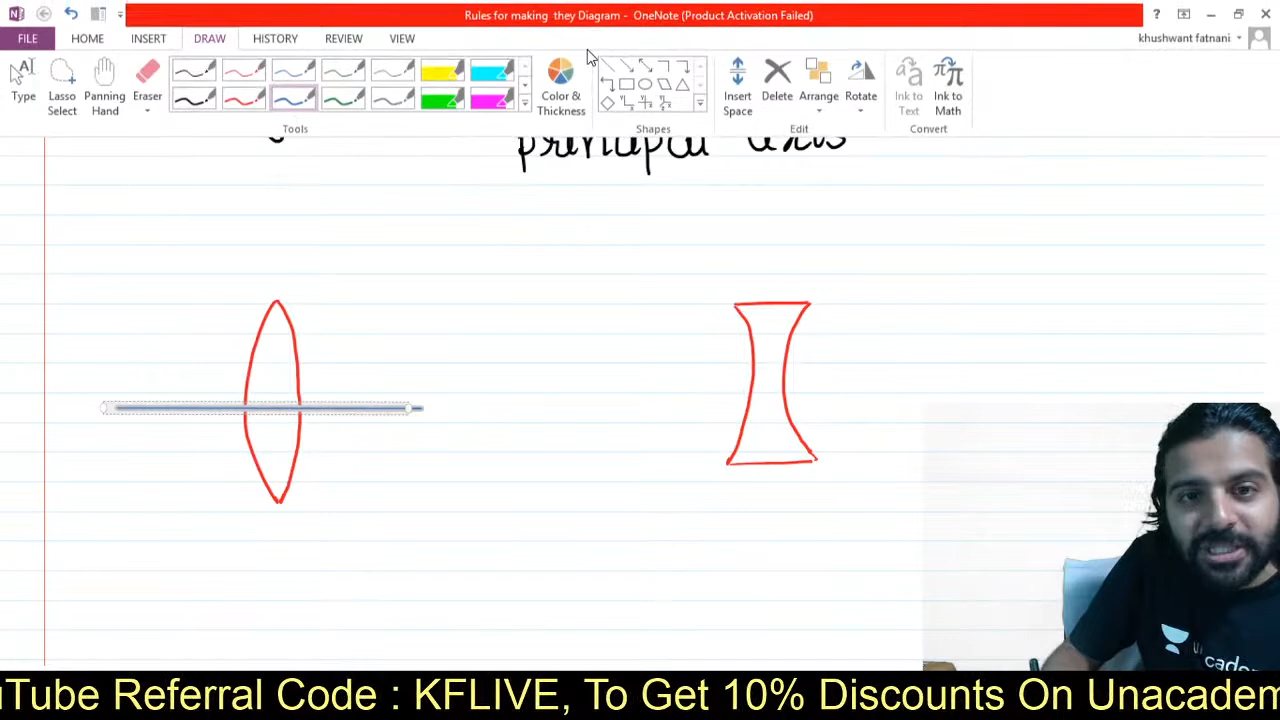 Rules for making they Diagram - OneNote (Product Activation Failed)
FILE HOME INSERT DRAW HISTORY REVIEW VIEW
khushwant fatnani
Type Lasso Select Panning Hand Eraser
Color & Thickness
Insert Space Delete Arrange Rotate
Ink to Text Ink to Math
Tools Shapes Edit Convert
principal axis
uTube Referral Code : KFLIVE, To Get 10% Discounts On Unacadem